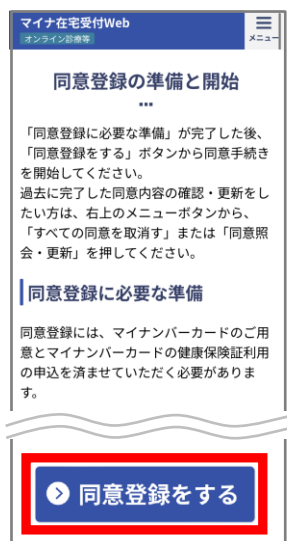 マイナ在宅受付Web
オンライン診療等
メニュー
同意登録の準備と開始
「同意登録に必要な準備」が完了した後、
「同意登録をする」ボタンから同意手続き
を開始してください。
過去に完了した同意内容の確認・更新をし
たい方は、右上のメニューボタンから、
「すべての同意を取消す」または「同意照
会・更新」を押してください。
同意登録に必要な準備
同意登録には、マイナンバーカードのご用
意とマイナンバーカードの健康保険証利用
の申込を済ませていただく必要がありま
す。
同意登録をする